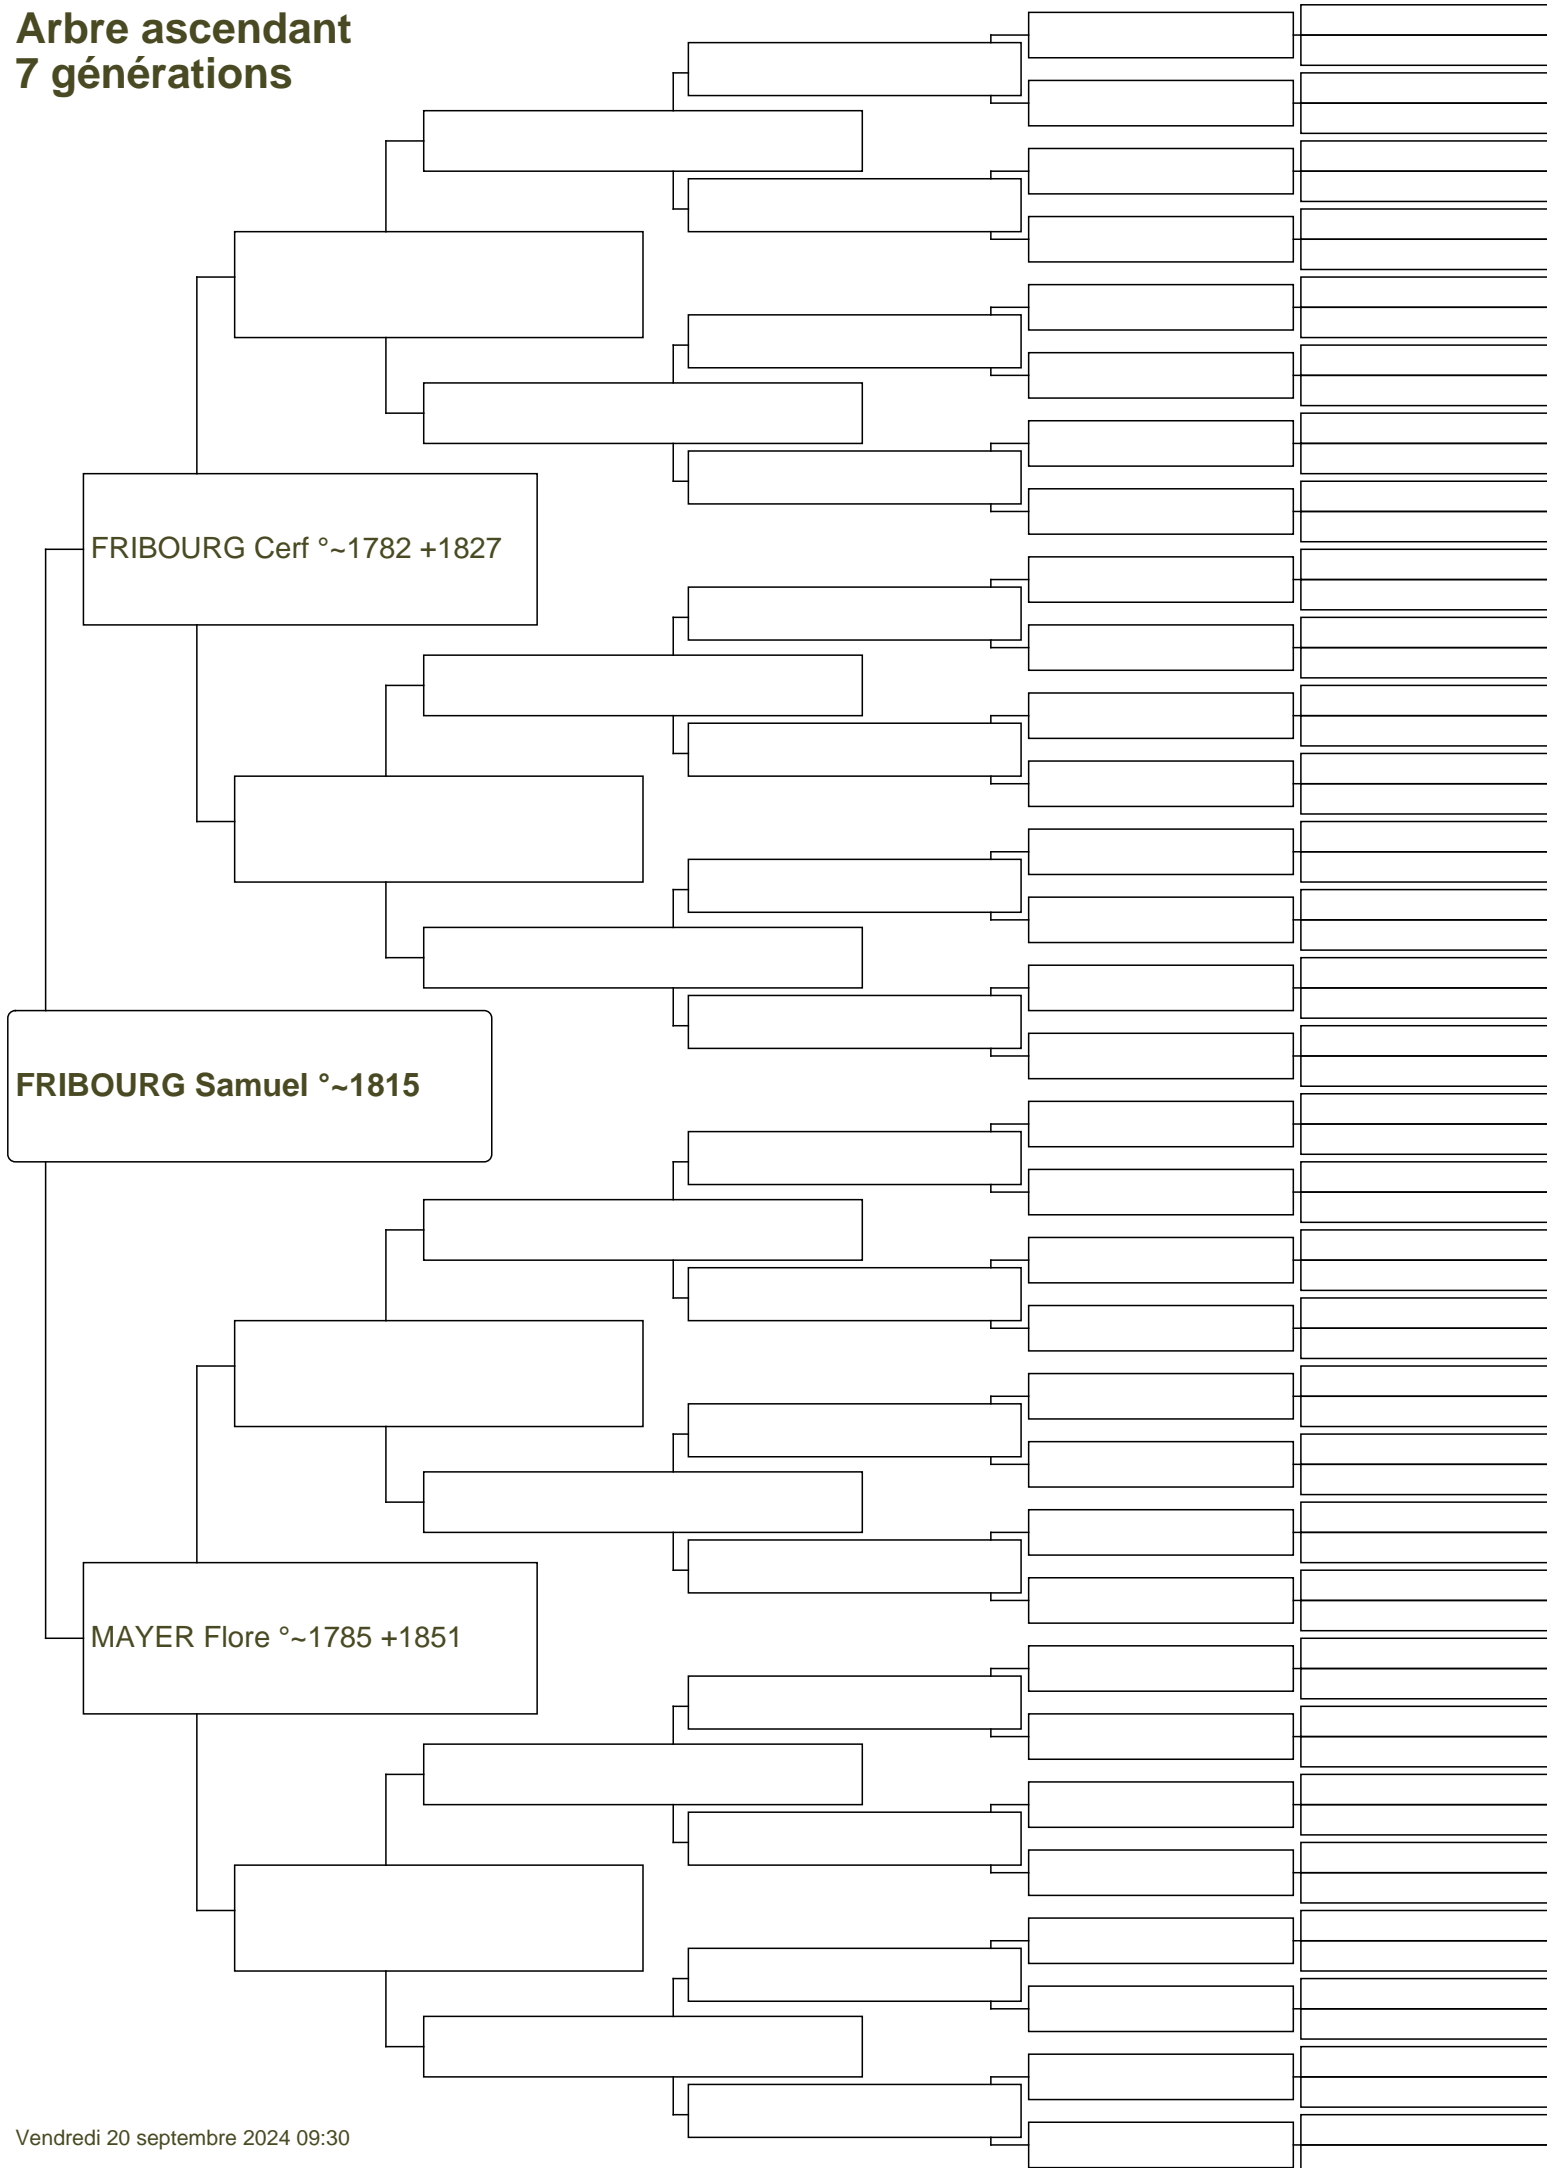 Arbre ascendant
7 générations
FRIBOURG Cerf °~1782 +1827
FRIBOURG Samuel °~1815
MAYER Flore °~1785 +1851
Vendredi 20 septembre 2024 09:30